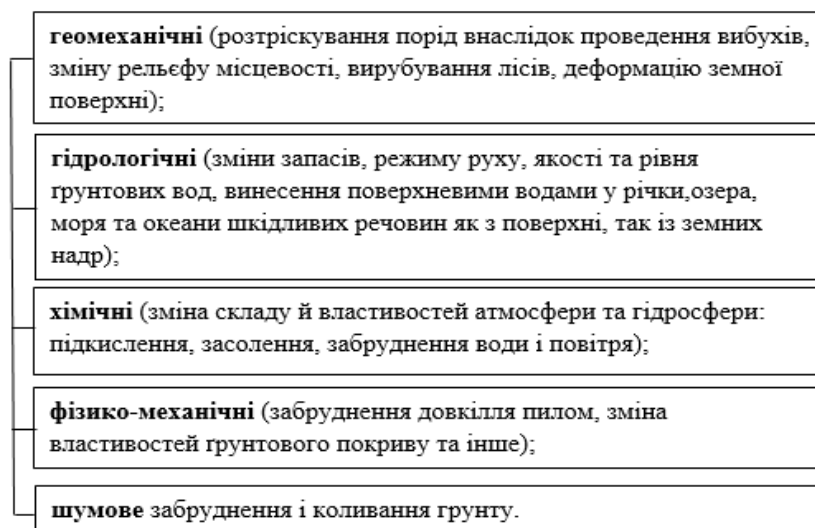 геомеханічні (розтріскування порід внаслідок проведення вибухів,
зміну рельєфу місцевості, вирубування лісів, деформацію земної
поверхні);
гідрологічні (зміни запасів, режиму руху, якості та рівня
ґрунтових вод, винесення поверхневими водами у річки,озера,
моря та океани шкідливих речовин як з поверхні, так із земних
надр);
хімічні (зміна складу й властивостей атмосфери та гідросфери:
підкислення, засолення, забруднення води і повітря);
фізико-механічні (забруднення довкілля пилом, зміна
властивостей ґрунтового покриву та інше);
шумове забруднення і коливання грунту.